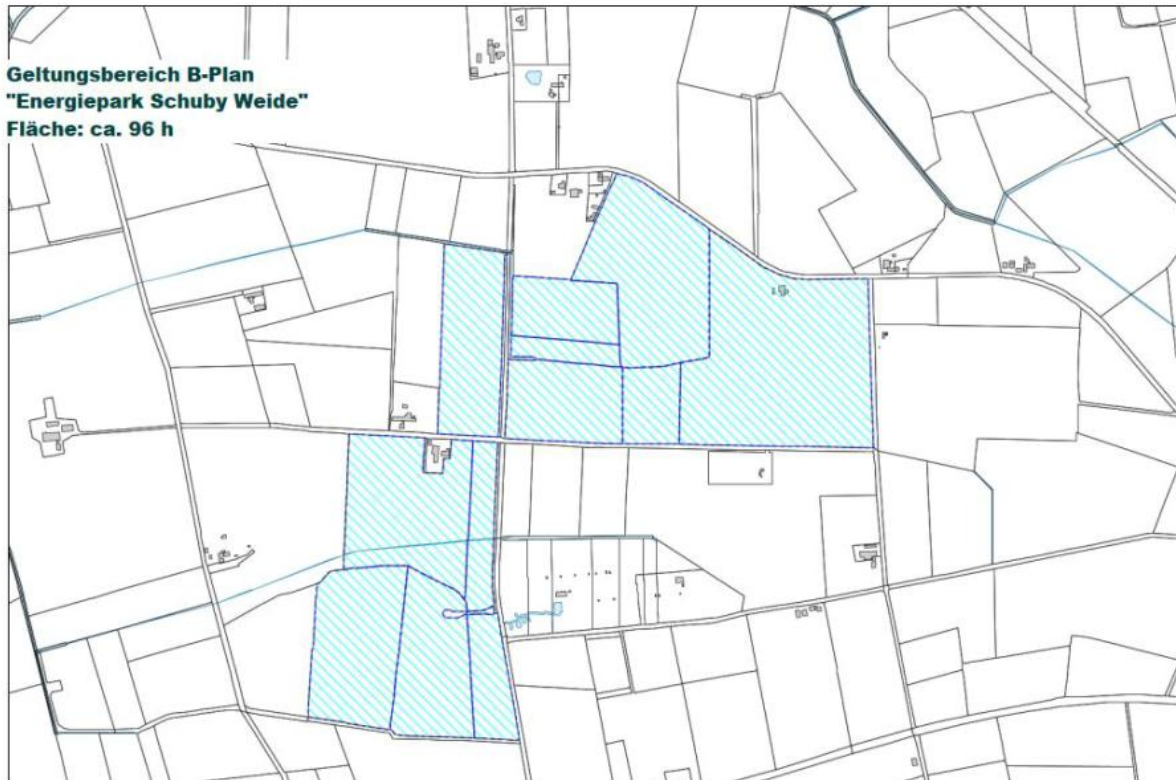 Geltungsbereich B-Plan
"Energiepark Schuby Weide"
Fläche: ca. 96 h